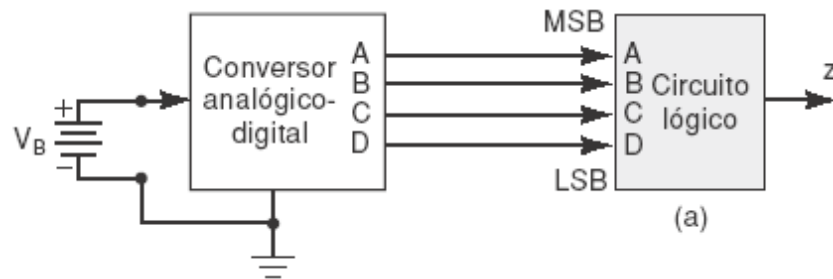 MSB
Conversor
analógico-
digital
A
B
C
D
A
B
C
D
Circuito
lógico
z
+
V_B
−
LSB
(a)